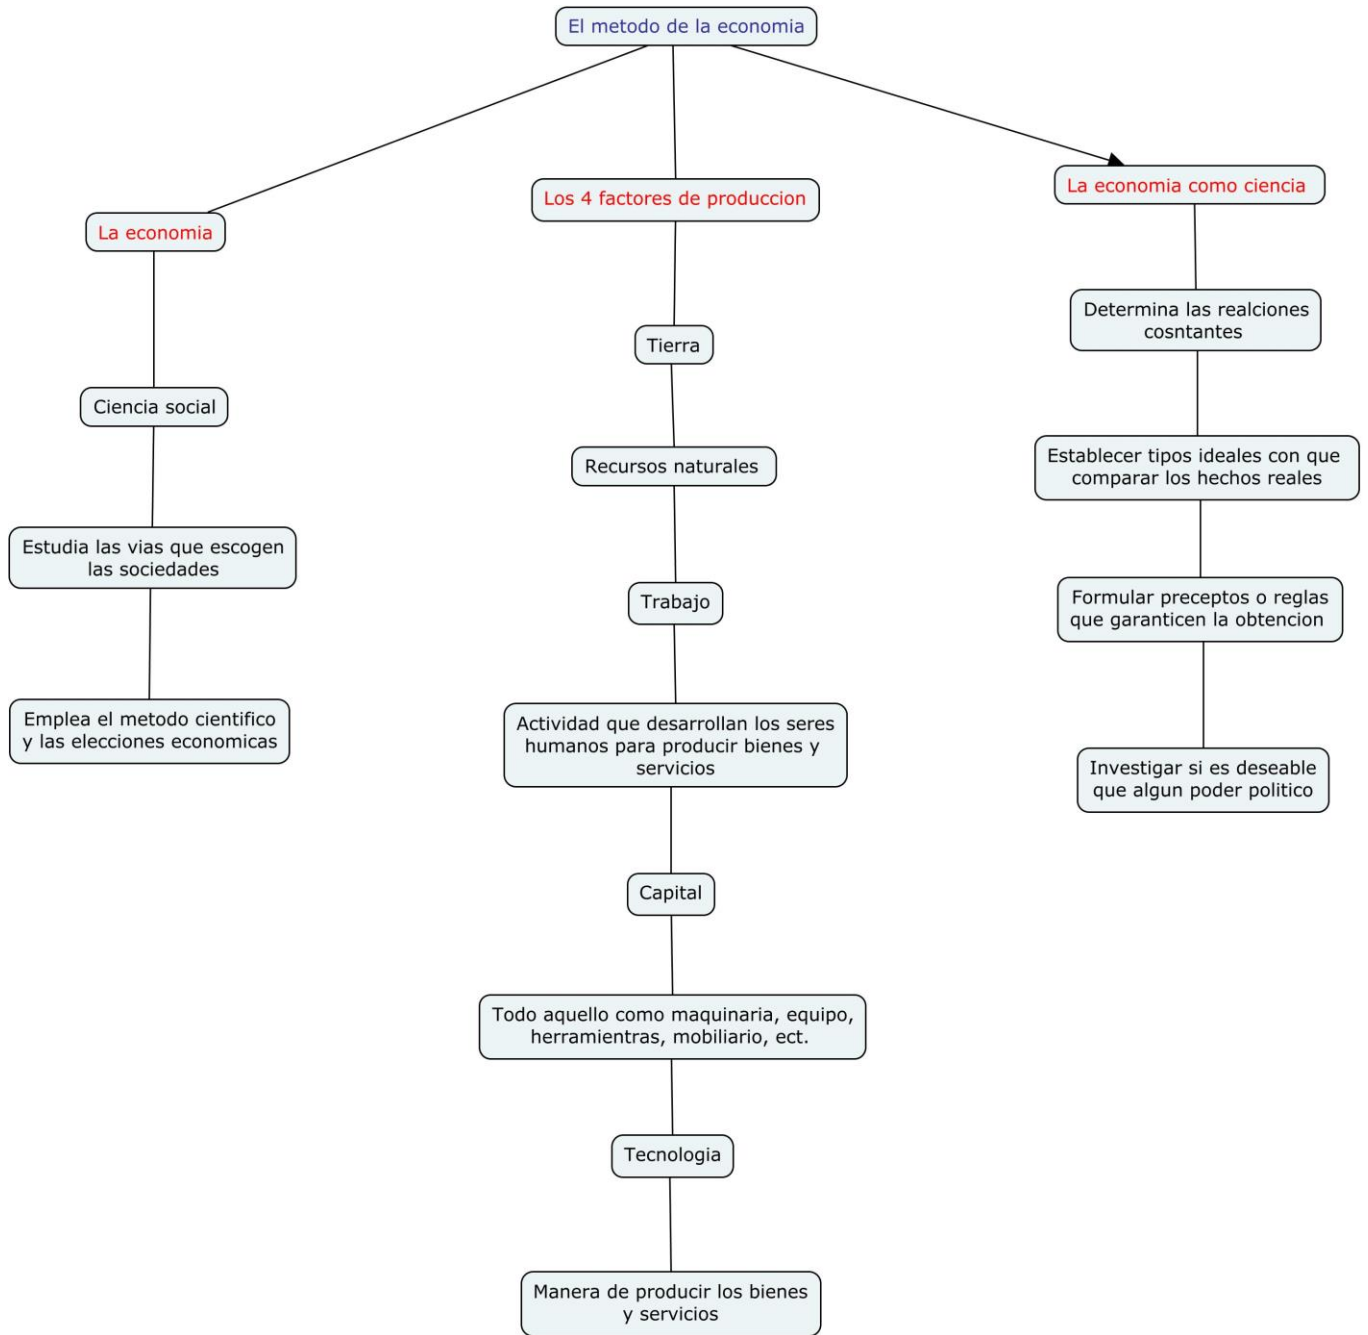 El metodo de la economia
La economia
Ciencia social
Estudia las vias que escogen
las sociedades
Emplea el metodo cientifico
y las elecciones economicas
Los 4 factores de produccion
Tierra
Recursos naturales
Trabajo
Actividad que desarrollan los seres
humanos para producir bienes y
servicios
Capital
Todo aquello como maquinaria, equipo,
herramientras, mobiliario, ect.
Tecnologia
Manera de producir los bienes
y servicios
La economia como ciencia
Determina las realciones
cosntantes
Establecer tipos ideales con que
comparar los hechos reales
Formular preceptos o reglas
que garanticen la obtencion
Investigar si es deseable
que algun poder politico